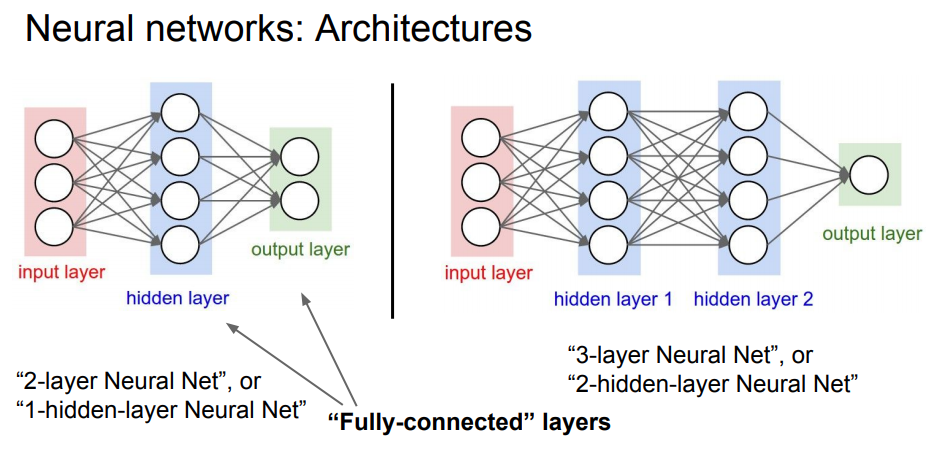 Neural networks: Architectures
input layer
hidden layer
output layer
“2-layer Neural Net”, or
“1-hidden-layer Neural Net”
“Fully-connected” layers
input layer
hidden layer 1
hidden layer 2
output layer
“3-layer Neural Net”, or
“2-hidden-layer Neural Net”